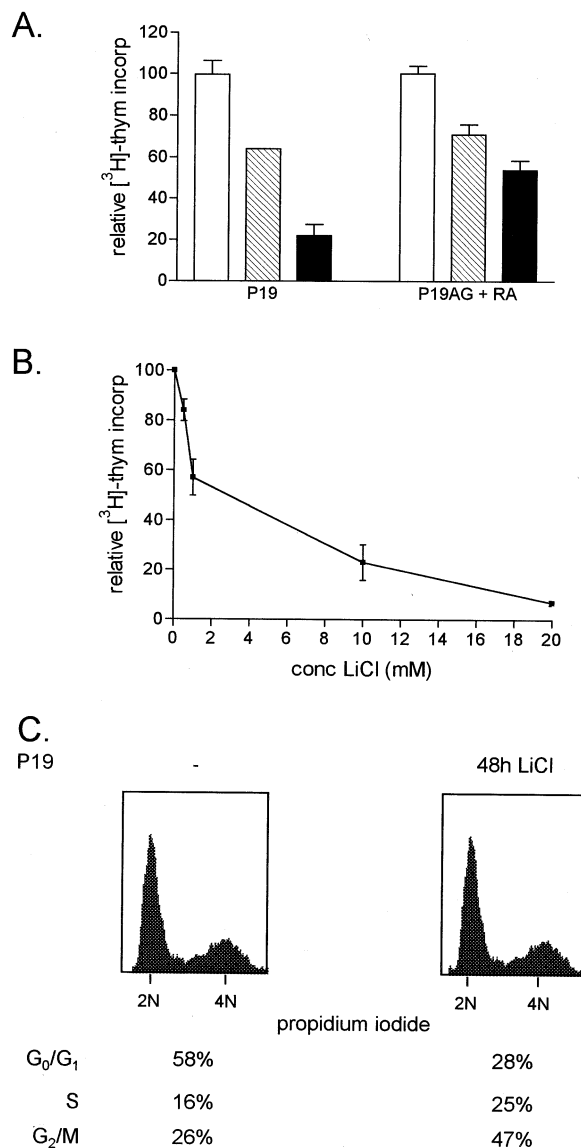 A.
120
100
80
60
40
20
0
relative [³H]-thym incorp
P19
P19AG + RA
B.
100
80
60
40
20
0
relative [³H]-thym incorp
0 2 4 6 8 10 12 14 16 18 20
conc LiCl (mM)
C.
P19 - 48h LiCl
2N 4N 2N 4N
propidium iodide
G₀/G₁ 58% 28%
S 16% 25%
G₂/M 26% 47%